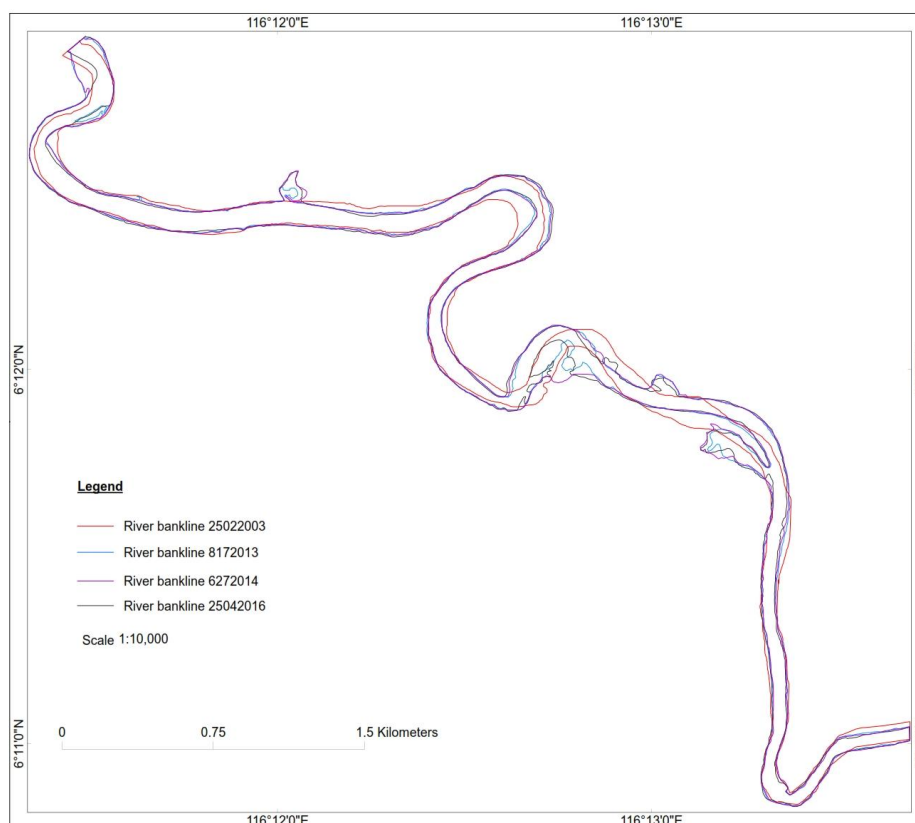 116°12'0"E 116°13'0"E
6°12'0"N
Legend
River bankline 25022003
River bankline 8172013
River bankline 6272014
River bankline 25042016
Scale 1:10,000
0 0.75 1.5 Kilometers
6°11'0"N
116°12'0"E 116°13'0"E